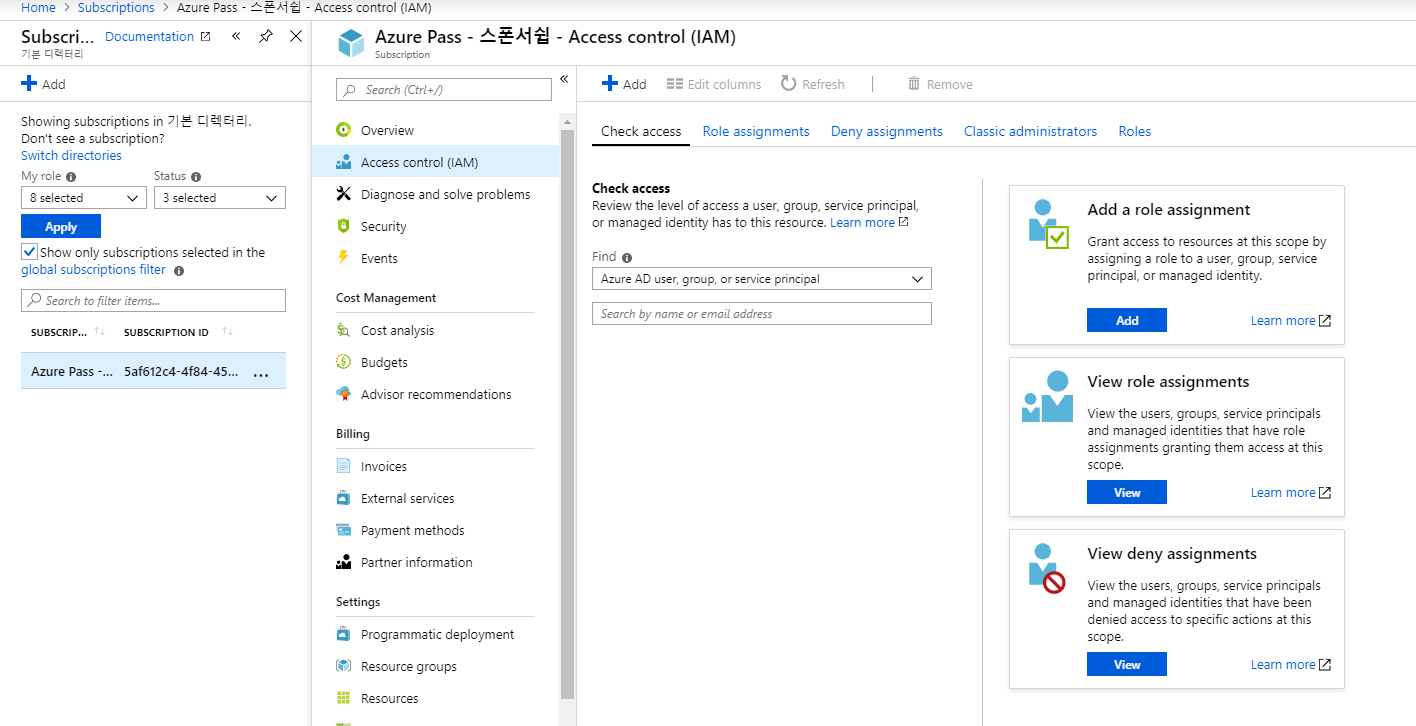 Home > Subscriptions > Azure Pass - 스폰서쉽 - Access control (IAM)
Subscri... Documentation
기본 디렉터리
Add
Showing subscriptions in 기본 디렉터리.
Don't see a subscription?
Switch directories
My role Status
8 selected 3 selected
Apply
Show only subscriptions selected in the
global subscriptions filter
Search to filter items...
SUBSCRIP... SUBSCRIPTION ID
Azure Pass -... 5af612c4-4f84-45... ...
Azure Pass - 스폰서쉽 - Access control (IAM)
Subscription
Search (Ctrl+/)
Overview
Access control (IAM)
Diagnose and solve problems
Security
Events
Cost Management
Cost analysis
Budgets
Advisor recommendations
Billing
Invoices
External services
Payment methods
Partner information
Settings
Programmatic deployment
Resource groups
Resources
Add Edit columns Refresh Remove
Check access Role assignments Deny assignments Classic administrators Roles
Check access
Review the level of access a user, group, service principal,
or managed identity has to this resource. Learn more
Find
Azure AD user, group, or service principal
Search by name or email address
Add a role assignment
Grant access to resources at this scope by
assigning a role to a user, group, service
principal, or managed identity.
Add Learn more
View role assignments
View the users, groups, service principals
and managed identities that have role
assignments granting them access at this
scope.
View Learn more
View deny assignments
View the users, groups, service principals
and managed identities that have been
denied access to specific actions at this
scope.
View Learn more